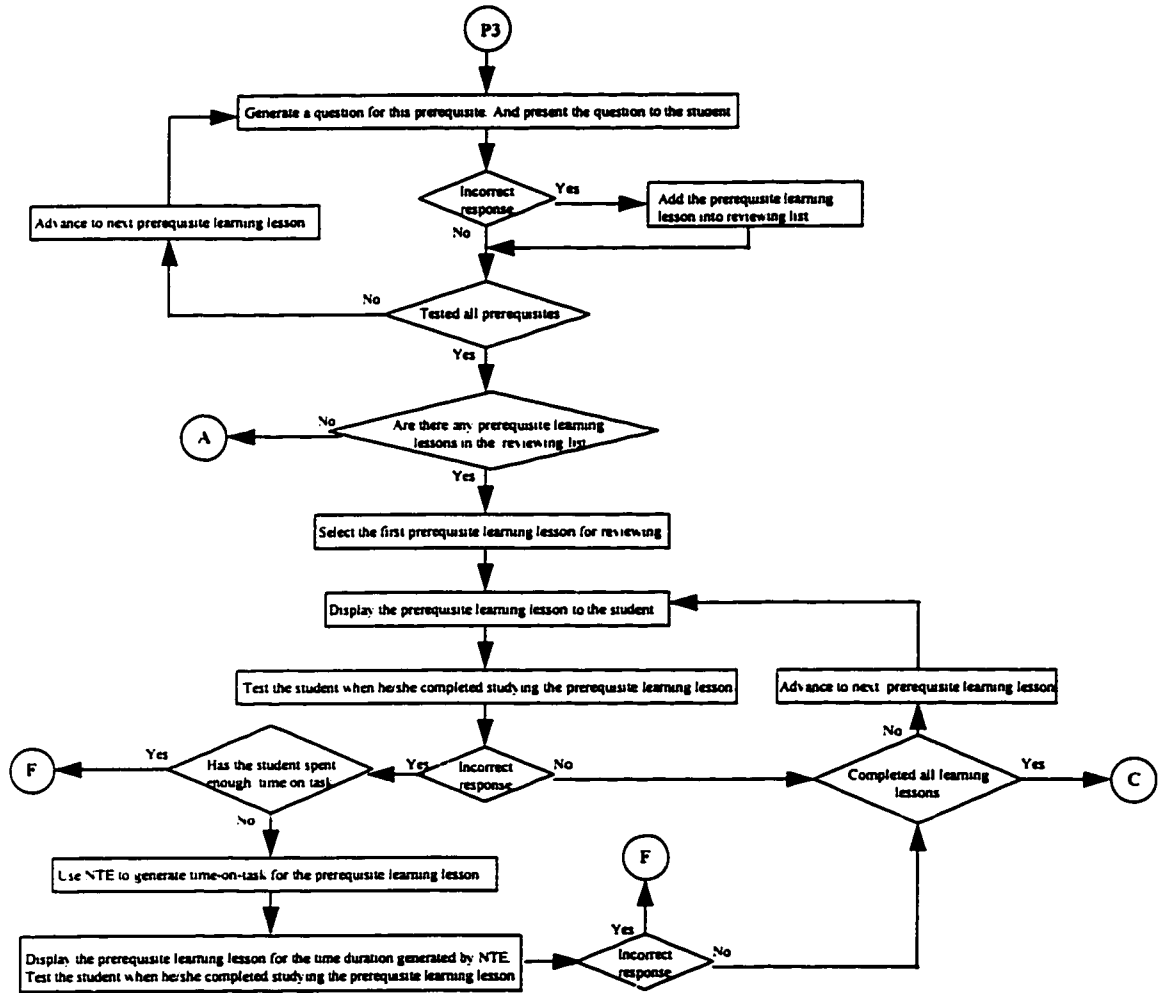 P3
Generate a question for this prerequisite. And present the question to the student
Incorrect
response
Yes
Add the prerequisite learning
lesson into reviewing list
Advance to next prerequisite learning lesson
No
No
Tested all prerequisites
Yes
No
A
Are there any prerequisite learning
lessons in the reviewing list
Yes
Select the first prerequisite learning lesson for reviewing
Display the prerequisite learning lesson to the student
Test the student when he/she completed studying the prerequisite learning lesson
Advance to next prerequisite learning lesson
No
F
Yes
Has the student spent
enough time on task
Yes
Incorrect
response
No
Completed all learning
lessons
Yes
C
No
Use NTE to generate time-on-task for the prerequisite learning lesson
F
Yes
Display the prerequisite learning lesson for the time duration generated by NTE.
Test the student when he/she completed studying the prerequisite learning lesson
Incorrect
response
No